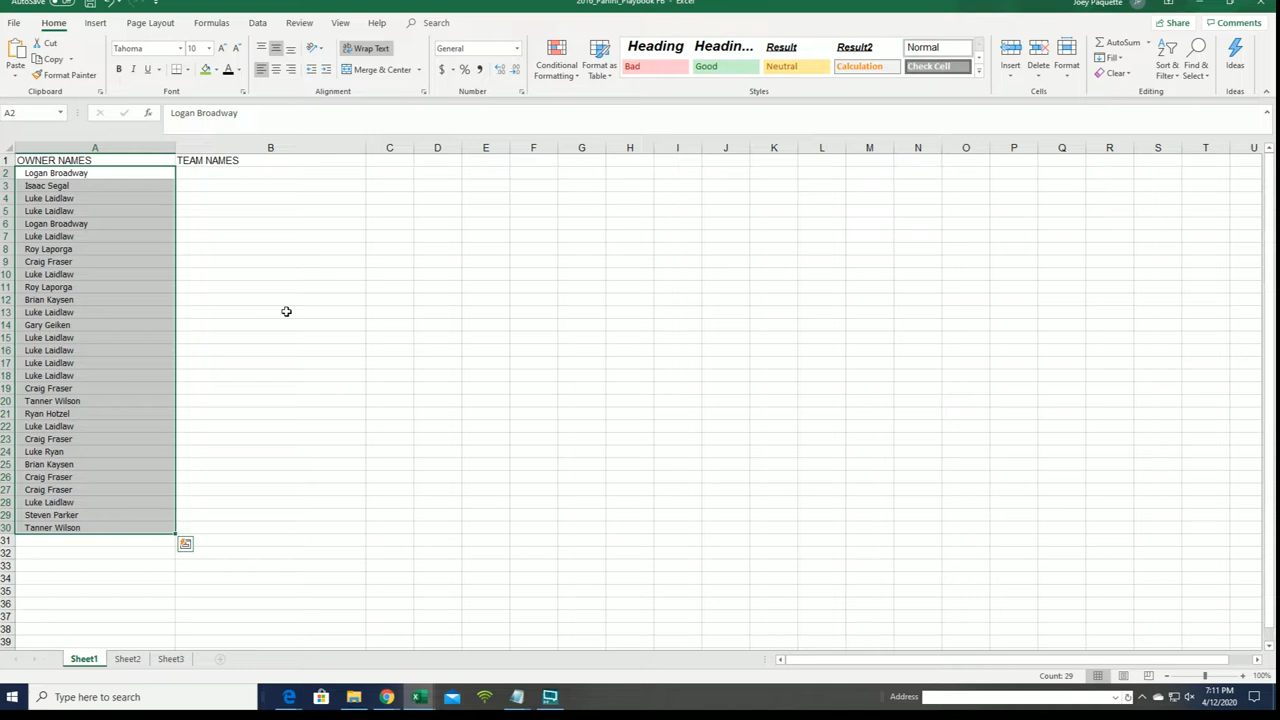 AutoSave Off
2016_Panini_Playbook FB - Excel
Joey Paquette JP
File Home Insert Page Layout Formulas Data Review View Help Search
Share Comments
Paste Cut Copy Format Painter
Tahoma 10
Wrap Text Merge & Center
General
Conditional Formatting Format as Table
Heading Headin... Result Result2 Normal
Bad Good Neutral Calculation Check Cell
Insert Delete Format
AutoSum Fill Clear
Sort & Filter Find & Select Ideas
Clipboard Font Alignment Number Styles Cells Editing Ideas
A2 fx Logan Broadway
A B C D E F G H I J K L M N O P Q R S T U
1 OWNER NAMES TEAM NAMES
2 Logan Broadway
3 Isaac Segal
4 Luke Laidlaw
5 Luke Laidlaw
6 Logan Broadway
7 Luke Laidlaw
8 Roy Laporga
9 Craig Fraser
10 Luke Laidlaw
11 Roy Laporga
12 Brian Kaysen
13 Luke Laidlaw
14 Gary Geiken
15 Luke Laidlaw
16 Luke Laidlaw
17 Luke Laidlaw
18 Luke Laidlaw
19 Craig Fraser
20 Tanner Wilson
21 Ryan Hotzel
22 Luke Laidlaw
23 Craig Fraser
24 Luke Ryan
25 Brian Kaysen
26 Craig Fraser
27 Craig Fraser
28 Luke Laidlaw
29 Steven Parker
30 Tanner Wilson
31
32
33
34
35
36
37
38
39
Sheet1 Sheet2 Sheet3
Count: 29 100%
Type here to search
Address
7:11 PM
4/12/2020